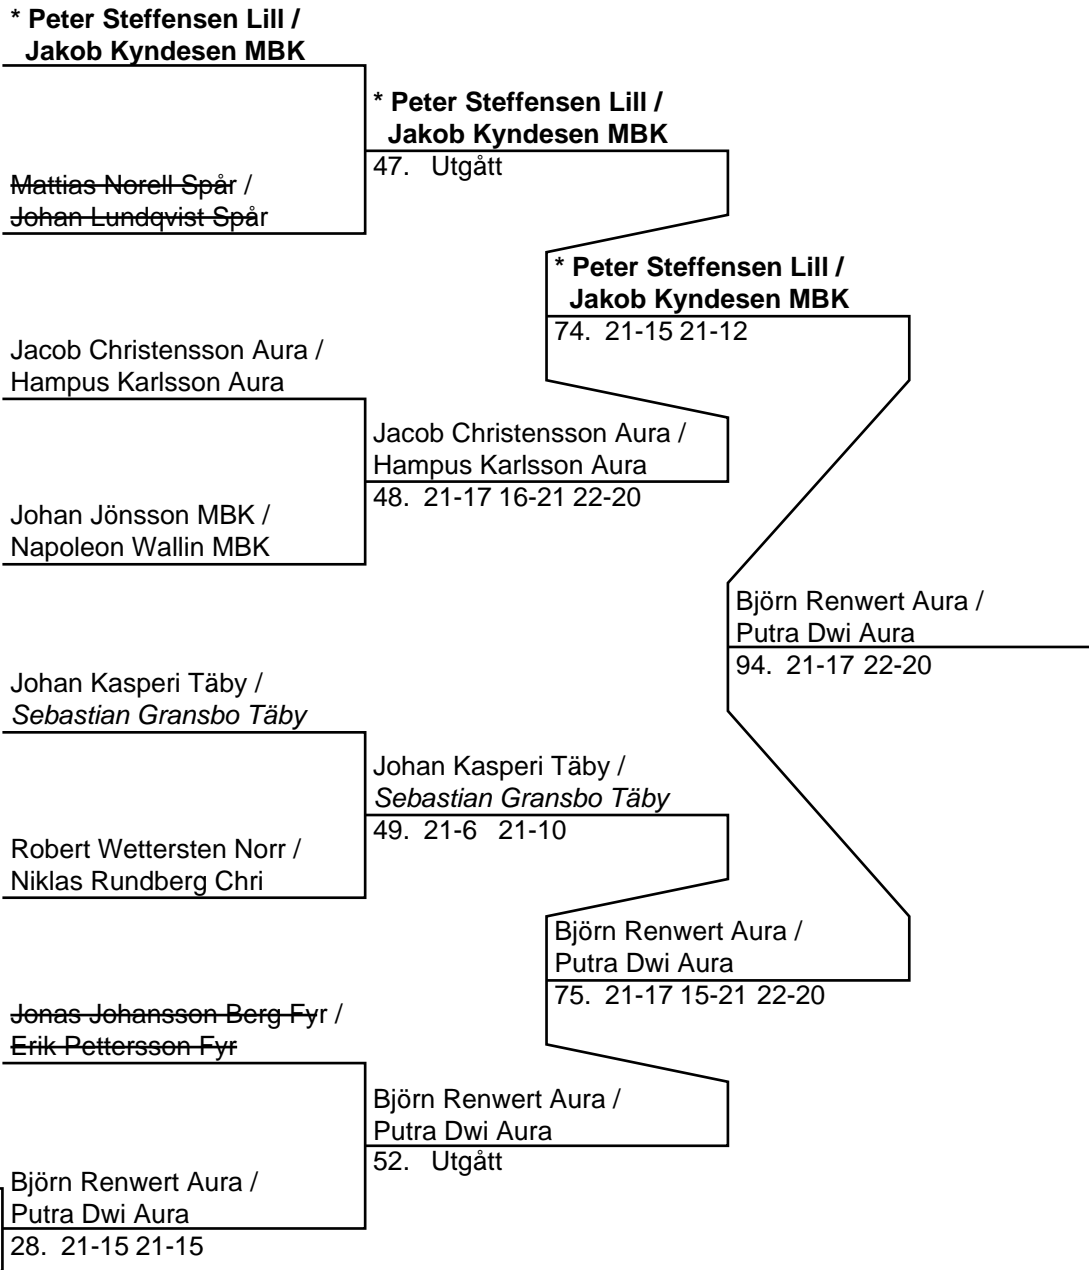 * Peter Steffensen Lill /
Jakob Kyndesen MBK
* Peter Steffensen Lill /
Jakob Kyndesen MBK
47. Utgått
Mattias Norell Spår /
Johan Lundqvist Spår
* Peter Steffensen Lill /
Jakob Kyndesen MBK
74. 21-15 21-12
Jacob Christensson Aura /
Hampus Karlsson Aura
Jacob Christensson Aura /
Hampus Karlsson Aura
48. 21-17 16-21 22-20
Johan Jönsson MBK /
Napoleon Wallin MBK
Björn Renwert Aura /
Putra Dwi Aura
94. 21-17 22-20
Johan Kasperi Täby /
Sebastian Gransbo Täby
Johan Kasperi Täby /
Sebastian Gransbo Täby
49. 21-6 21-10
Robert Wettersten Norr /
Niklas Rundberg Chri
Björn Renwert Aura /
Putra Dwi Aura
75. 21-17 15-21 22-20
Jonas Johansson Berg Fyr /
Erik Pettersson Fyr
Björn Renwert Aura /
Putra Dwi Aura
52. Utgått
Björn Renwert Aura /
Putra Dwi Aura
28. 21-15 21-15